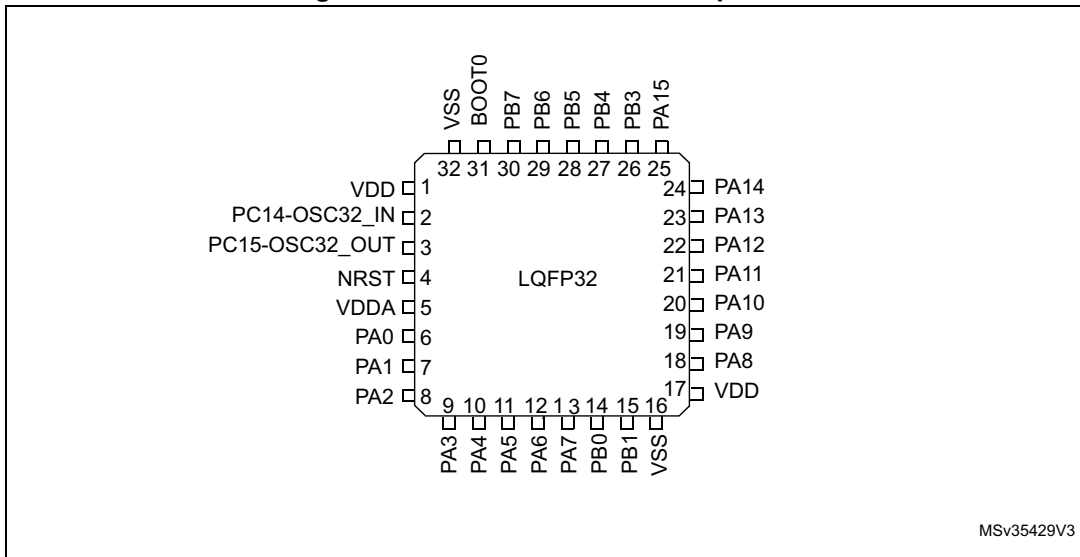 VSS
BOOT0
PB7
PB6
PB5
PB4
PB3
PA15
32 31 30 29 28 27 26 25
VDD 1
PC14-OSC32_IN 2
PC15-OSC32_OUT 3
NRST 4
VDDA 5
PA0 6
PA1 7
PA2 8
LQFP32
24 PA14
23 PA13
22 PA12
21 PA11
20 PA10
19 PA9
18 PA8
17 VDD
9 10 11 12 1 3 14 15 16
PA3
PA4
PA5
PA6
PA7
PB0
PB1
VSS
MSv35429V3